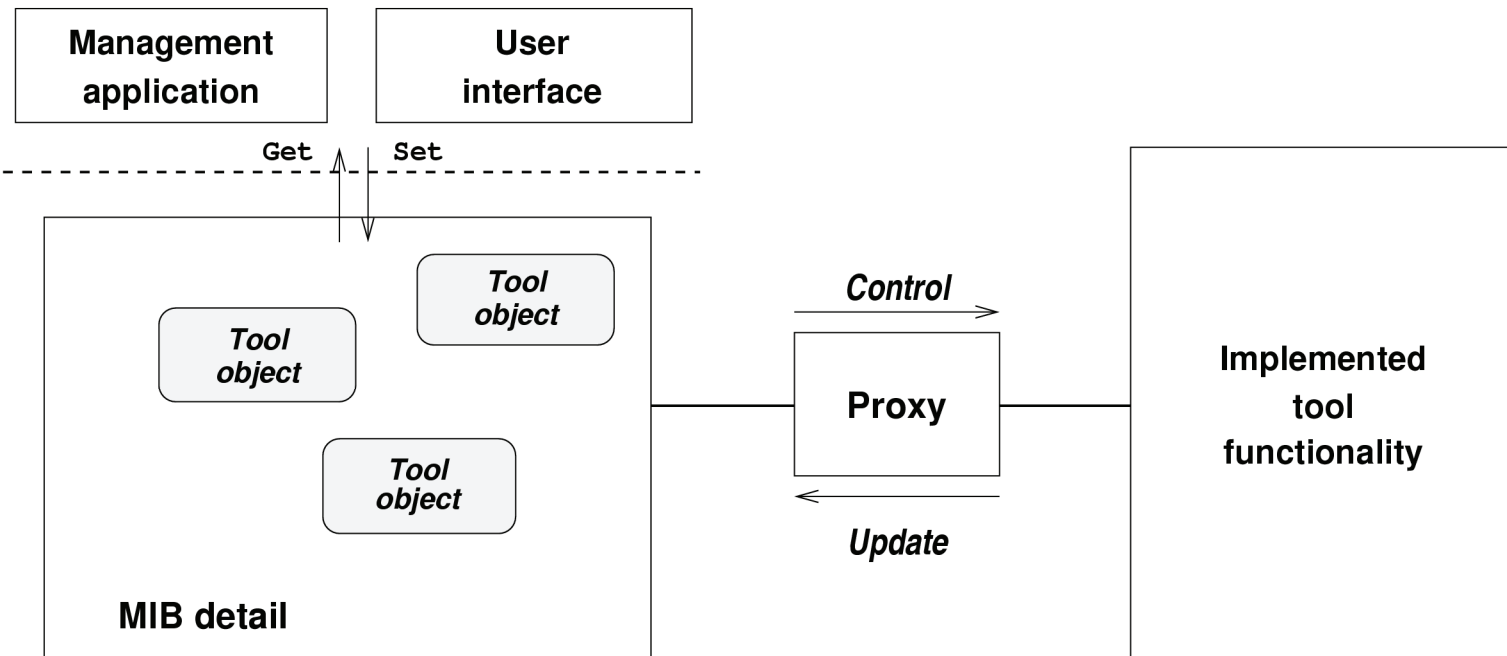 Management
application
User
interface
Get
Set
Tool
object
Tool
object
Tool
object
MIB detail
Control
Proxy
Update
Implemented
tool
functionality